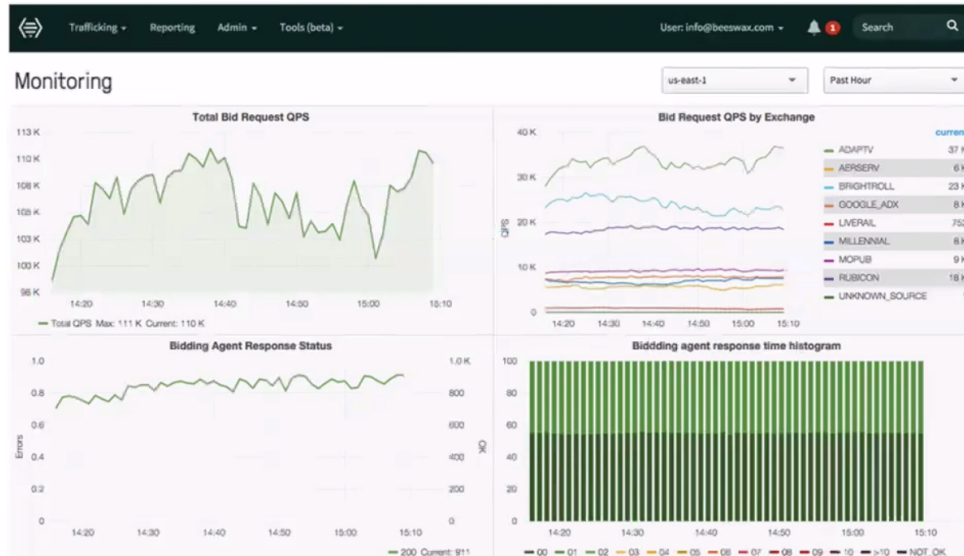 Trafficking Reporting Admin Tools (beta) User: info@beeswax.com 1 Search
Monitoring us-east-1 Past Hour
Total Bid Request QPS
113 K
110 K
108 K
105 K
103 K
100 K
98 K
14:20 14:30 14:40 14:50 15:00 15:10
Total QPS Max: 111 K Current: 110 K
Bid Request QPS by Exchange
QPS
40 K
30 K
20 K
10 K
0
14:20 14:30 14:40 14:50 15:00 15:10
current
ADAPTV 37 K
AERSERV 6 K
BRIGHTROLL 23 K
GOOGLE_ADX 8 K
LIVERAIL 752
MILLENNIAL 8 K
MOPUB 9 K
RUBICON 18 K
UNKNOWN_SOURCE
Bidding Agent Response Status
Errors
1.0
0.8
0.6
0.4
0.2
0
1.0 K
800
600
400
200
0
OK
14:20 14:30 14:40 14:50 15:00 15:10
200 Current: 911
Biddding agent response time histogram
100
80
60
40
20
0
14:20 14:30 14:40 14:50 15:00 15:10
00 01 02 03 04 05 06 07 08 09 10 >10 NOT_OK